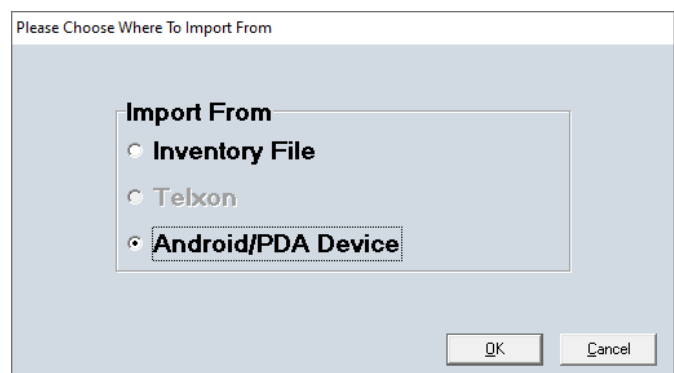 Please Choose Where To Import From
Import From
Inventory File
Telxon
Android/PDA Device
OK
Cancel